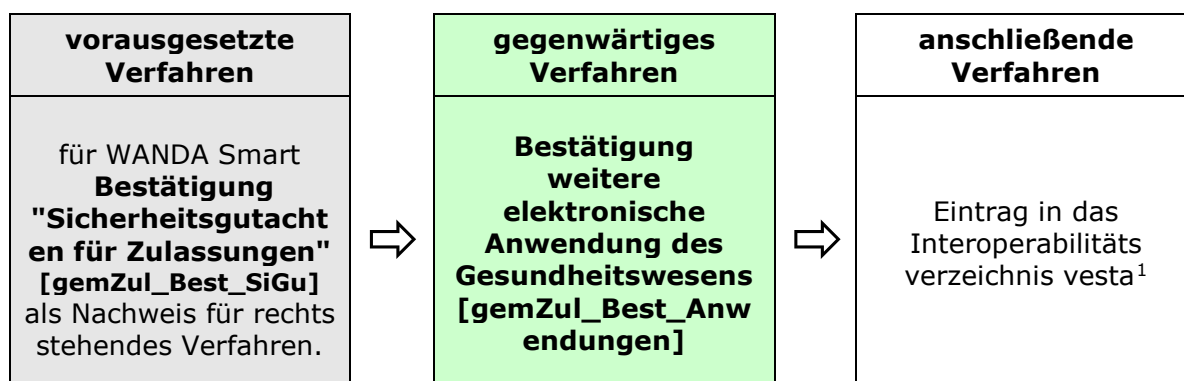 vorausgesetzte
Verfahren
für WANDA Smart
Bestätigung
"Sicherheitsgutacht
en für Zulassungen"
[gemZul_Best_SiGu]
als Nachweis für rechts
stehendes Verfahren.
gegenwärtiges
Verfahren
Bestätigung
weitere
elektronische
Anwendung des
Gesundheitswesens
[gemZul_Best_Anw
endungen]
anschließende
Verfahren
Eintrag in das
Interoperabilitäts
verzeichnis vesta¹